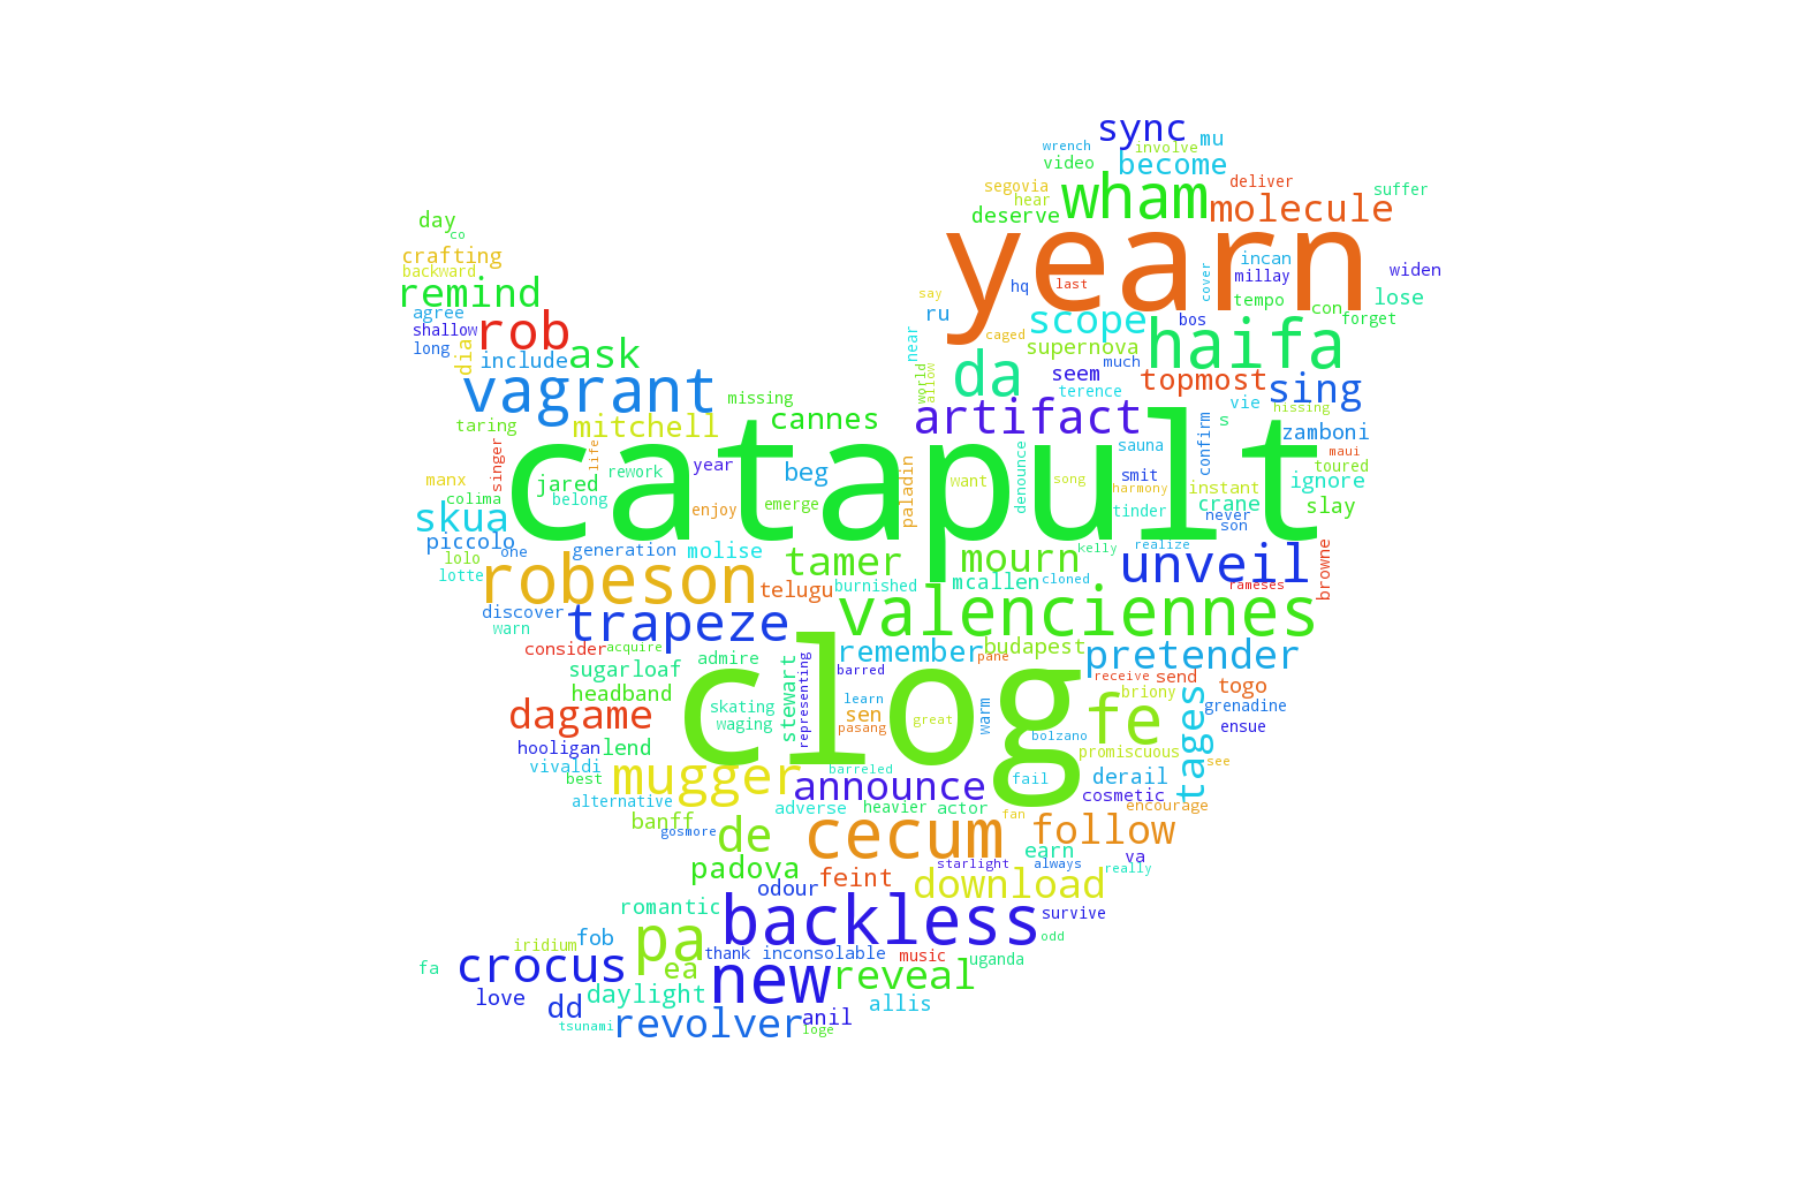 sync
mu
wrench
involve
video
become
deliver
segovia
suffer
hear
wham
molecule
deserve
day
co
yearn
crafting
incan
backward
millay
widen
cover
last
hq
remind
say
tempo
lose
con
agree
ru
scope
bos
forget
shallow
rob
caged
near
haifa
long
dia
include
ask
supernova
much
da
seem
topmost
vagrant
world
allow
terence
sing
missing
vie
hissing
artifact
s
taring
mitchell
cannes
zamboni
catapult
sauna
confirm
maui
singer
life
rework
year
denounce
toured
manx
jared
beg
paladin
want
song
smit
harmony
instant
ignore
colima
belong
emerge
crane
slay
skua
enjoy
tinder
never
son
piccolo
one
generation
molise
mourn
kelly
realize
lolo
tamer
unveil
browne
lotte
robeson
telugu
burnished
mcallen
cloned
rameses
discover
trapeze
valenciennes
warn
consider
acquire
remember
budapest
pretender
admire
pane
sugarloaf
stewart
representing
barred
clog
receive
send
togo
headband
briony
learn
skating
tages
grenadine
dagame
waging
sen
great
warm
fe
ensue
pasang
bolzano
hooligan
lend
promiscuous
vivaldi
barreled
see
best
mugger
announce
fail
derail
cosmetic
alternative
adverse
heavier
actor
encourage
fan
banff
gosmore
de
cecum
follow
earn
va
starlight
always
really
padova
odour
feint
download
romantic
backless
survive
iridium
fob
pa
odd
thank
inconsolable
music
uganda
fa
crocus
ea
new
reveal
love
dd
daylight
allis
tsunami
revolver
anil
loge